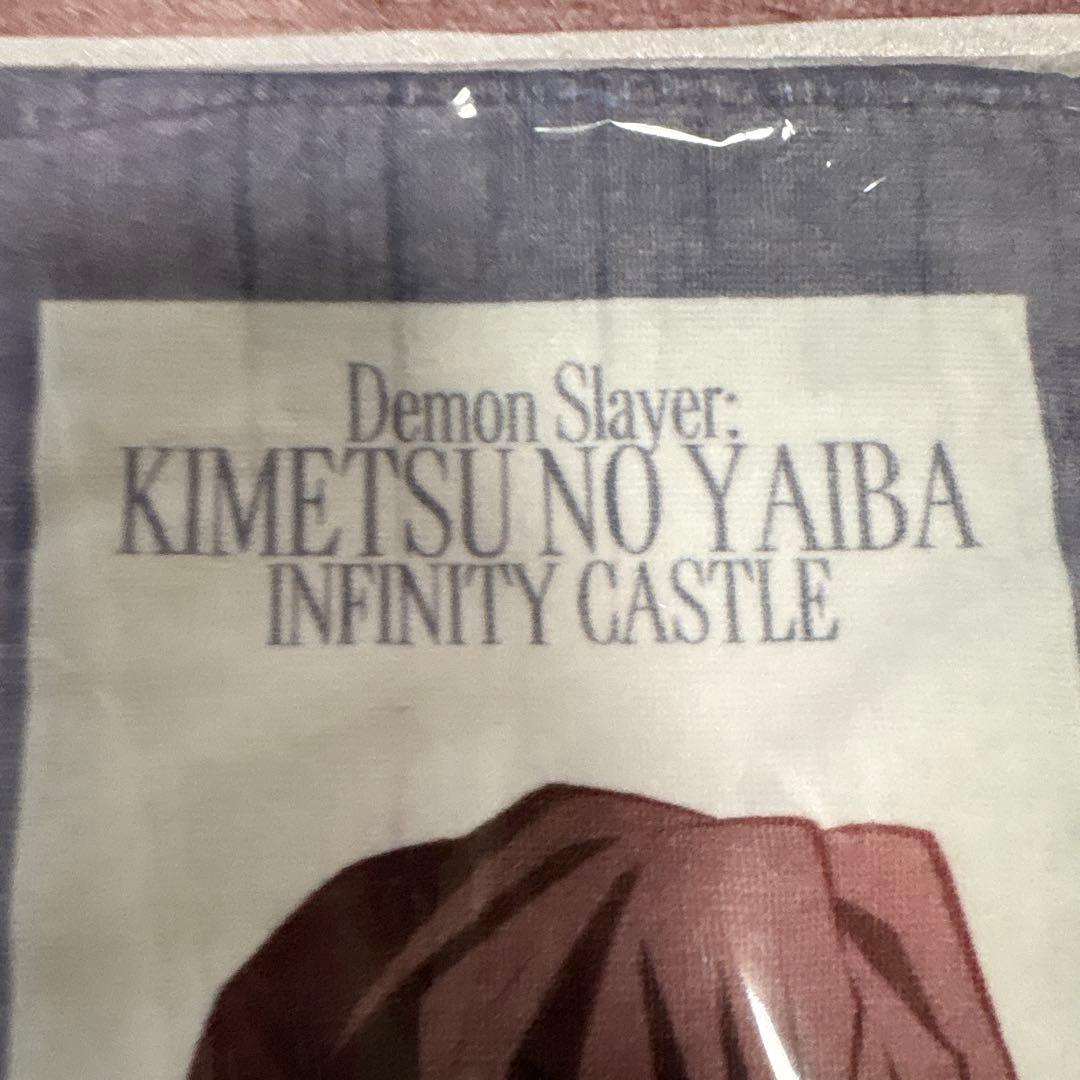 Demon Slayer:
KIMETSU NO YAIBA
INFINITY CASTLE